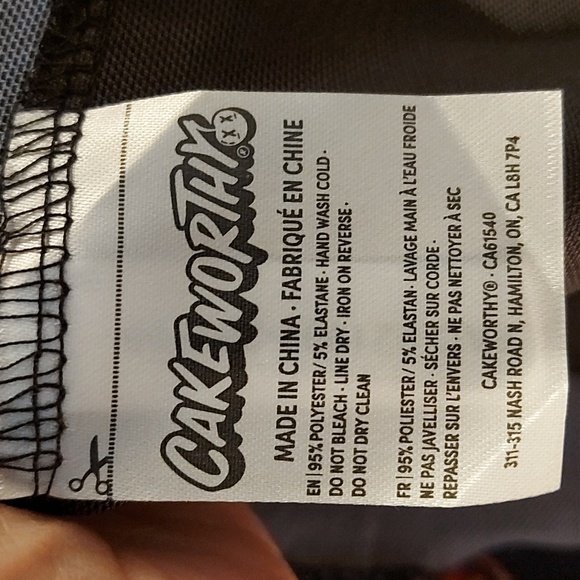 CAKEWORTHY®
MADE IN CHINA · FABRIQUÉ EN CHINE
EN | 95% POLYESTER / 5% ELASTANE · HAND WASH COLD ·
DO NOT BLEACH · LINE DRY · IRON ON REVERSE ·
DO NOT DRY CLEAN
FR | 95% POLIESTER / 5% ELASTAN · LAVAGE MAIN À L'EAU FROIDE
NE PAS JAVELLISER · SÉCHER SUR CORDE ·
REPASSER SUR L'ENVERS · NE PAS NETTOYER À SEC
CAKEWORTHY® · CA61540
311-315 NASH ROAD N, HAMILTON, ON, CA L8H 7P4